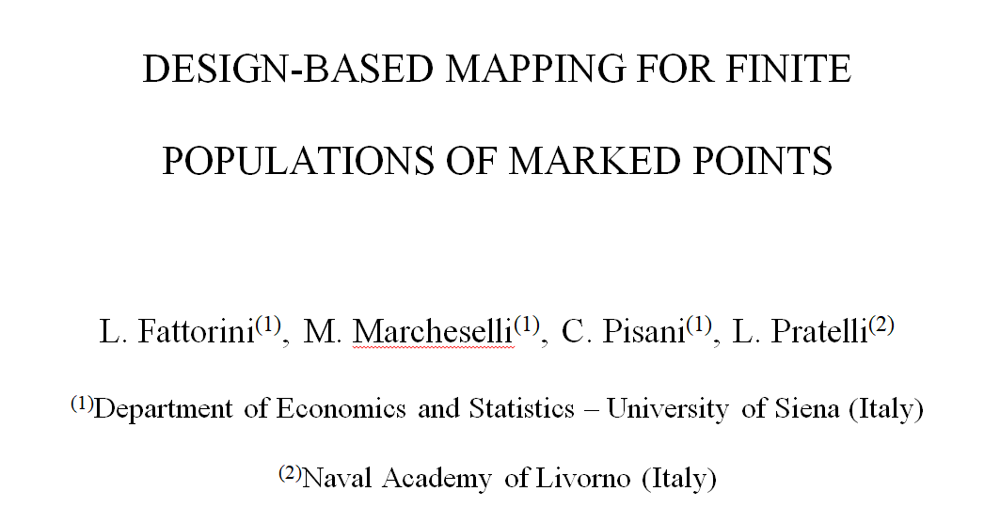 DESIGN-BASED MAPPING FOR FINITE
POPULATIONS OF MARKED POINTS
L. Fattorini(1), M. Marcheselli(1), C. Pisani(1), L. Pratelli(2)
(1)Department of Economics and Statistics – University of Siena (Italy)
(2)Naval Academy of Livorno (Italy)